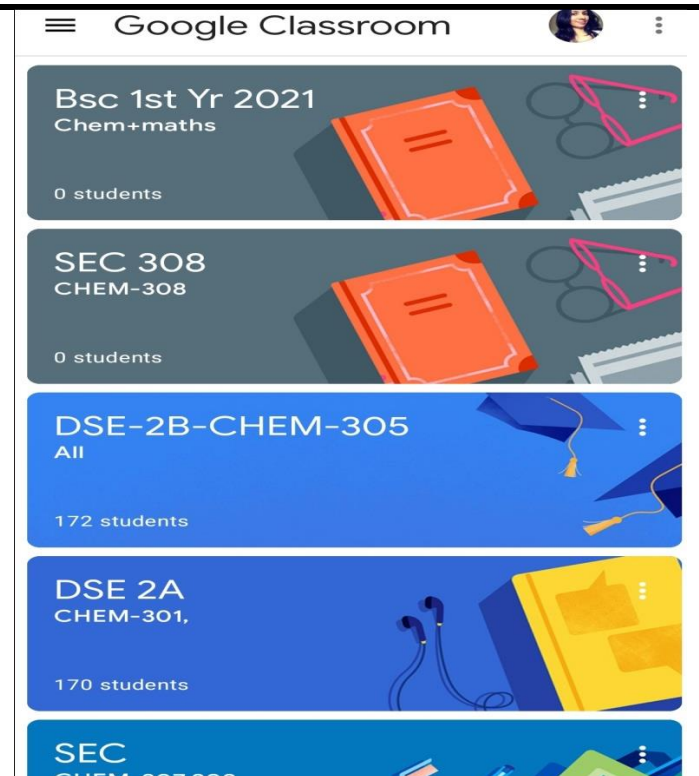 Google Classroom
Bsc 1st Yr 2021
Chem+maths
0 students
SEC 308
CHEM-308
0 students
DSE-2B-CHEM-305
All
172 students
DSE 2A
CHEM-301,
170 students
SEC